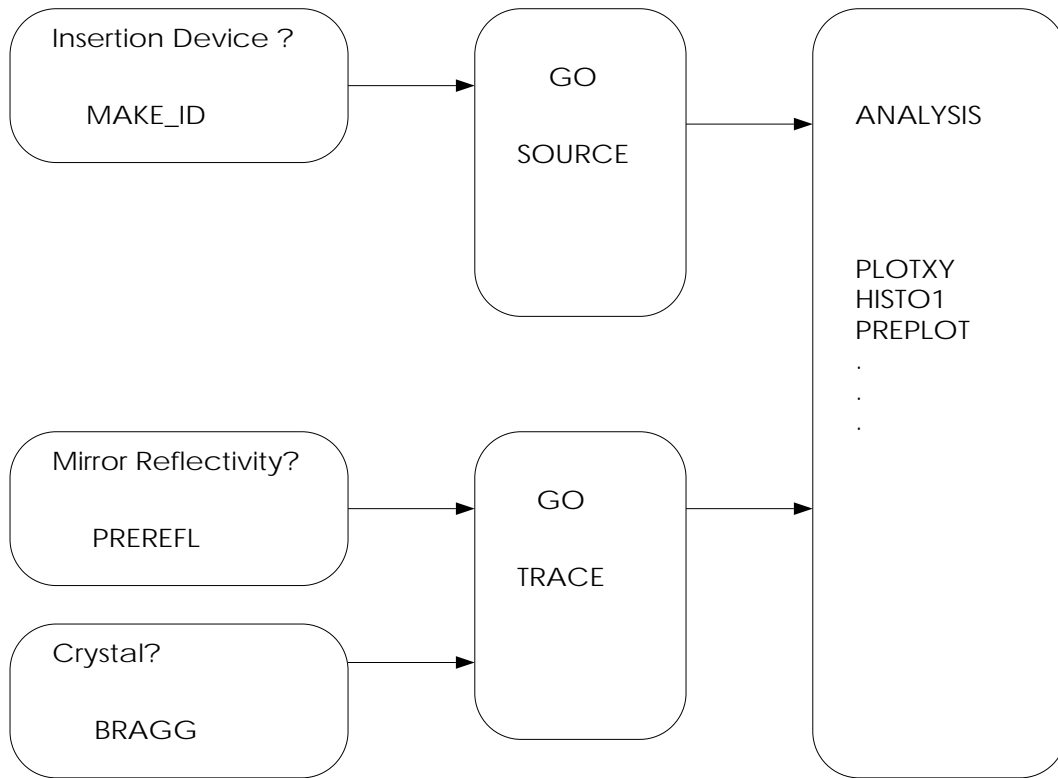 Insertion Device ?
MAKE_ID
GO
SOURCE
ANALYSIS
PLOTXY
HISTO1
PREPLOT
.
.
.
Mirror Reflectivity?
PREREFL
GO
TRACE
Crystal?
BRAGG